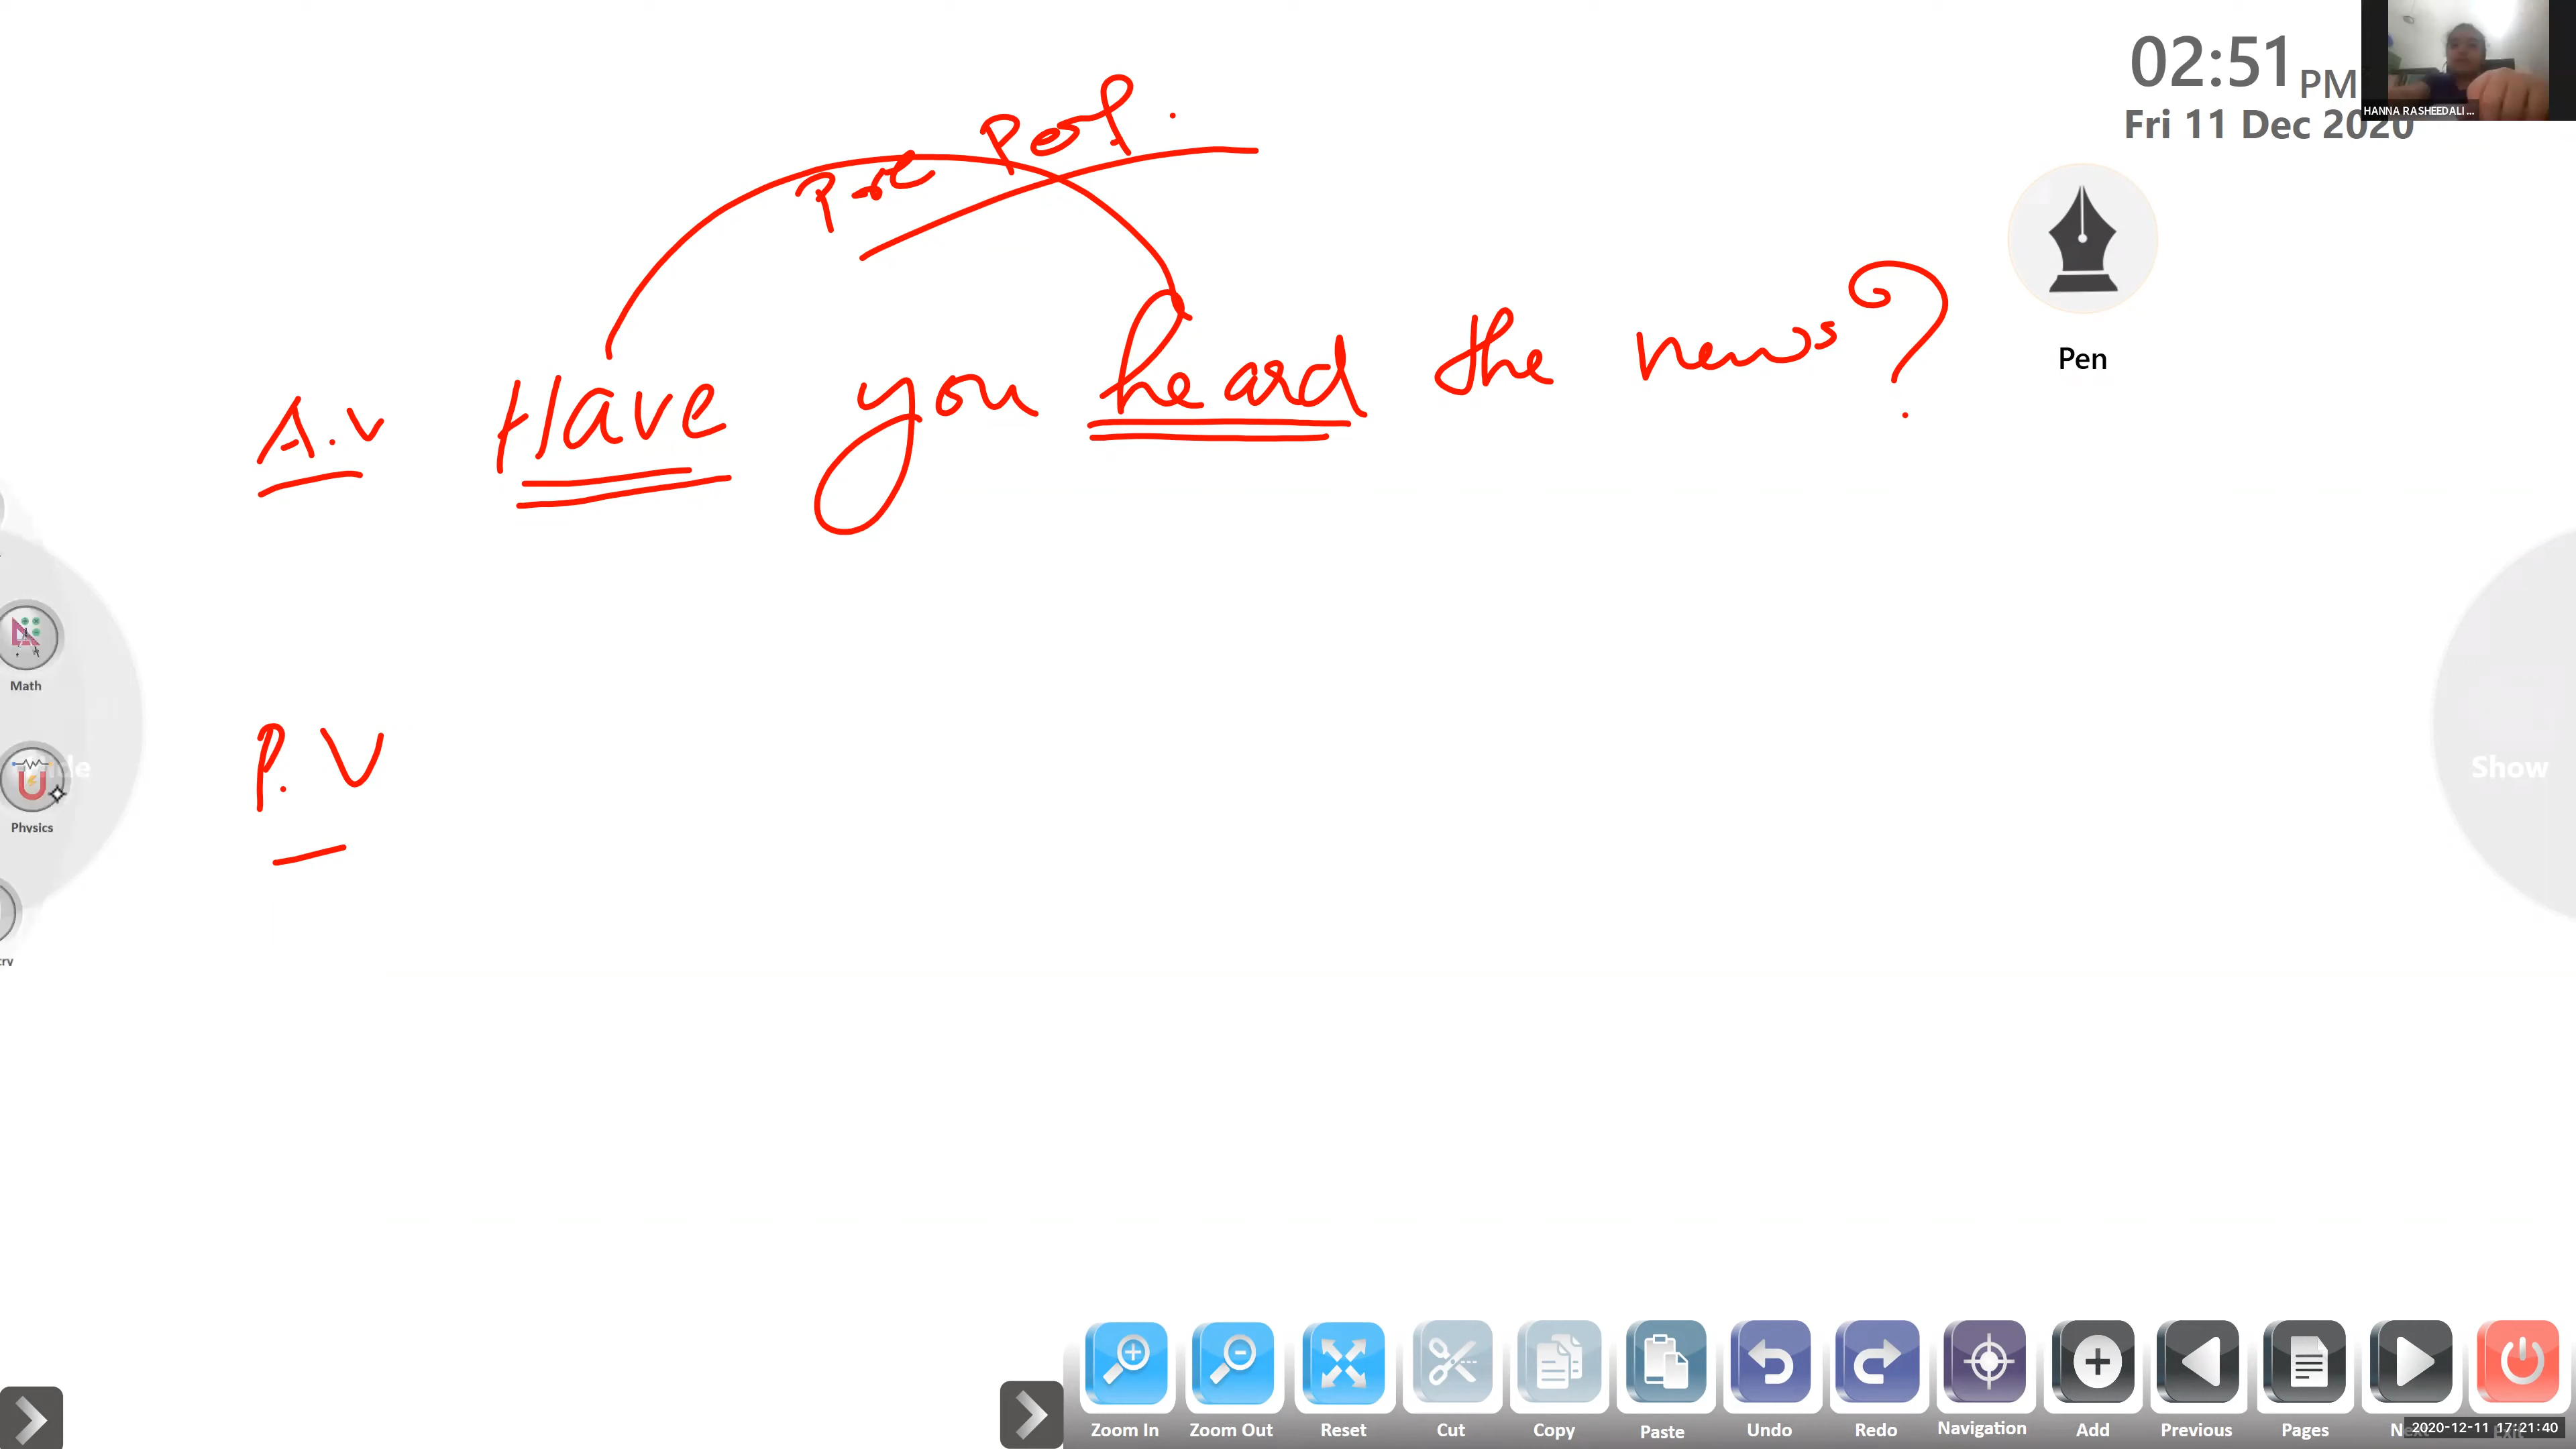 02:51 PM
HANNA RASHEEDALI...
Fri 11 Dec 2020
Pre Perf.
Pen
A.V Have you heard the news?
Math
P.V
Show
Physics
Zoom In Zoom Out Reset Cut Copy Paste Undo Redo Navigation Add Previous Pages
2020-12-11 17:21:40